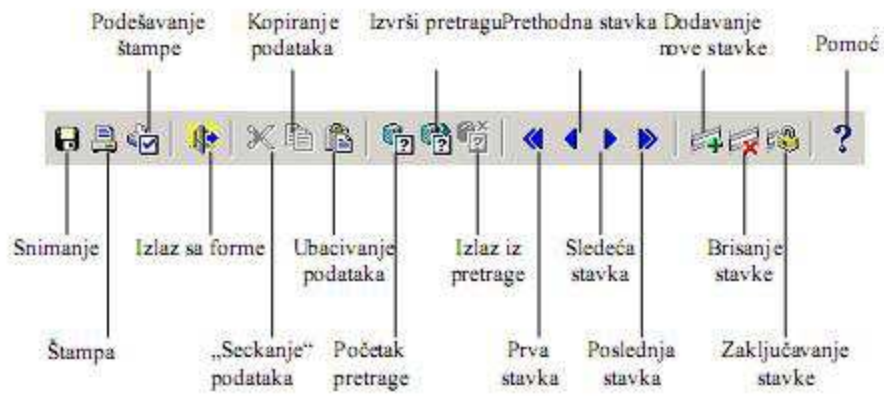 Podešavanje
štampe
Kopiranje
podataka
Izvrši pretragu
Prethodna stavka
Dodavanje
nove stavke
Pomoć
Snimanje
Izlaz sa forme
Ubacivanje
podataka
Izlaz iz
pretrage
Sledeća
stavka
Brisanje
stavke
Štampa
„Seckanje“
podataka
Početak
pretrage
Prva
stavka
Poslednja
stavka
Zaključavanje
stavke